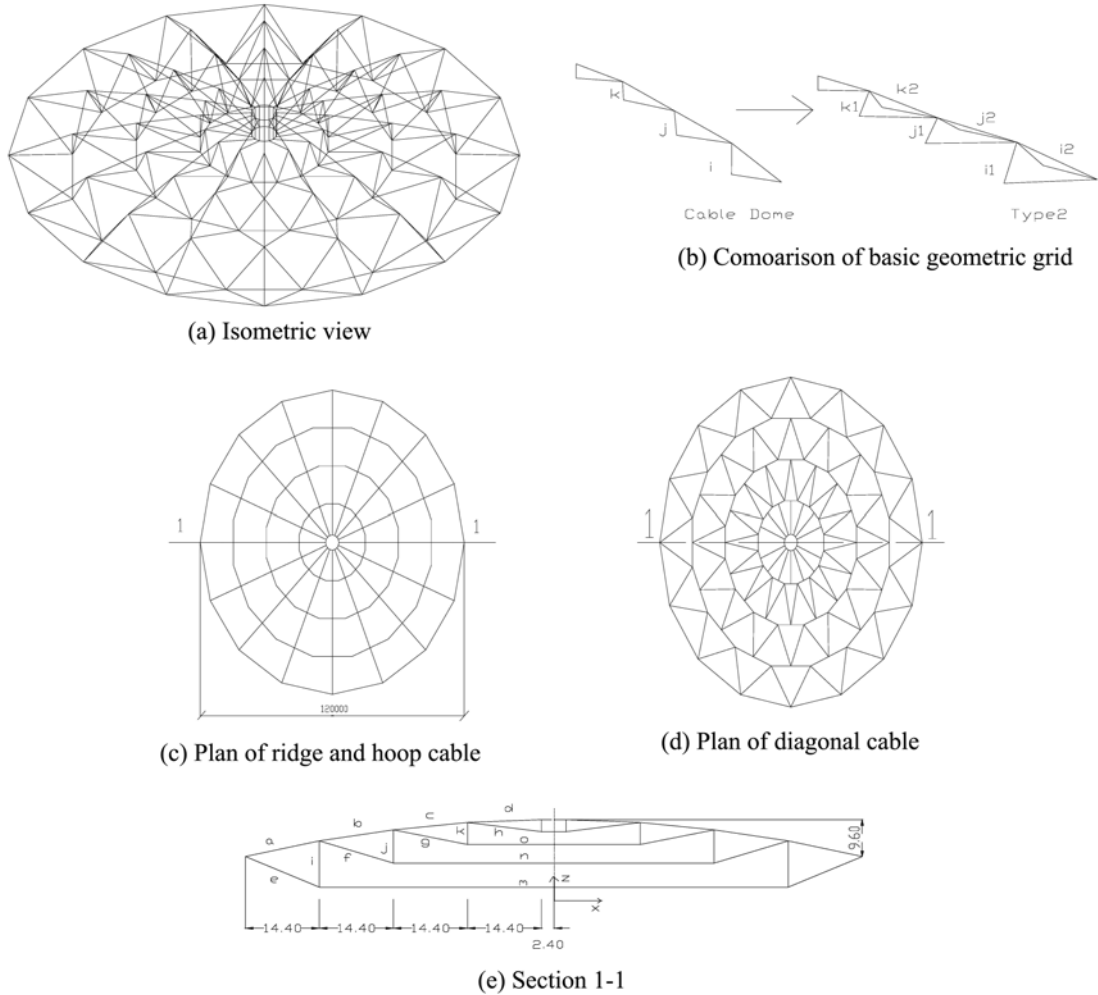 k
j
i
Cable Dome
k1
k2
j1
j2
i1
i2
Type2
(a) Isometric view
(b) Comoarison of basic geometric grid
1
1
120000
(c) Plan of ridge and hoop cable
1
1
(d) Plan of diagonal cable
a
b
c
d
e
f
g
h
i
j
k
o
n
m
z
x
9.60
14.40
14.40
14.40
14.40
2.40
(e) Section 1-1